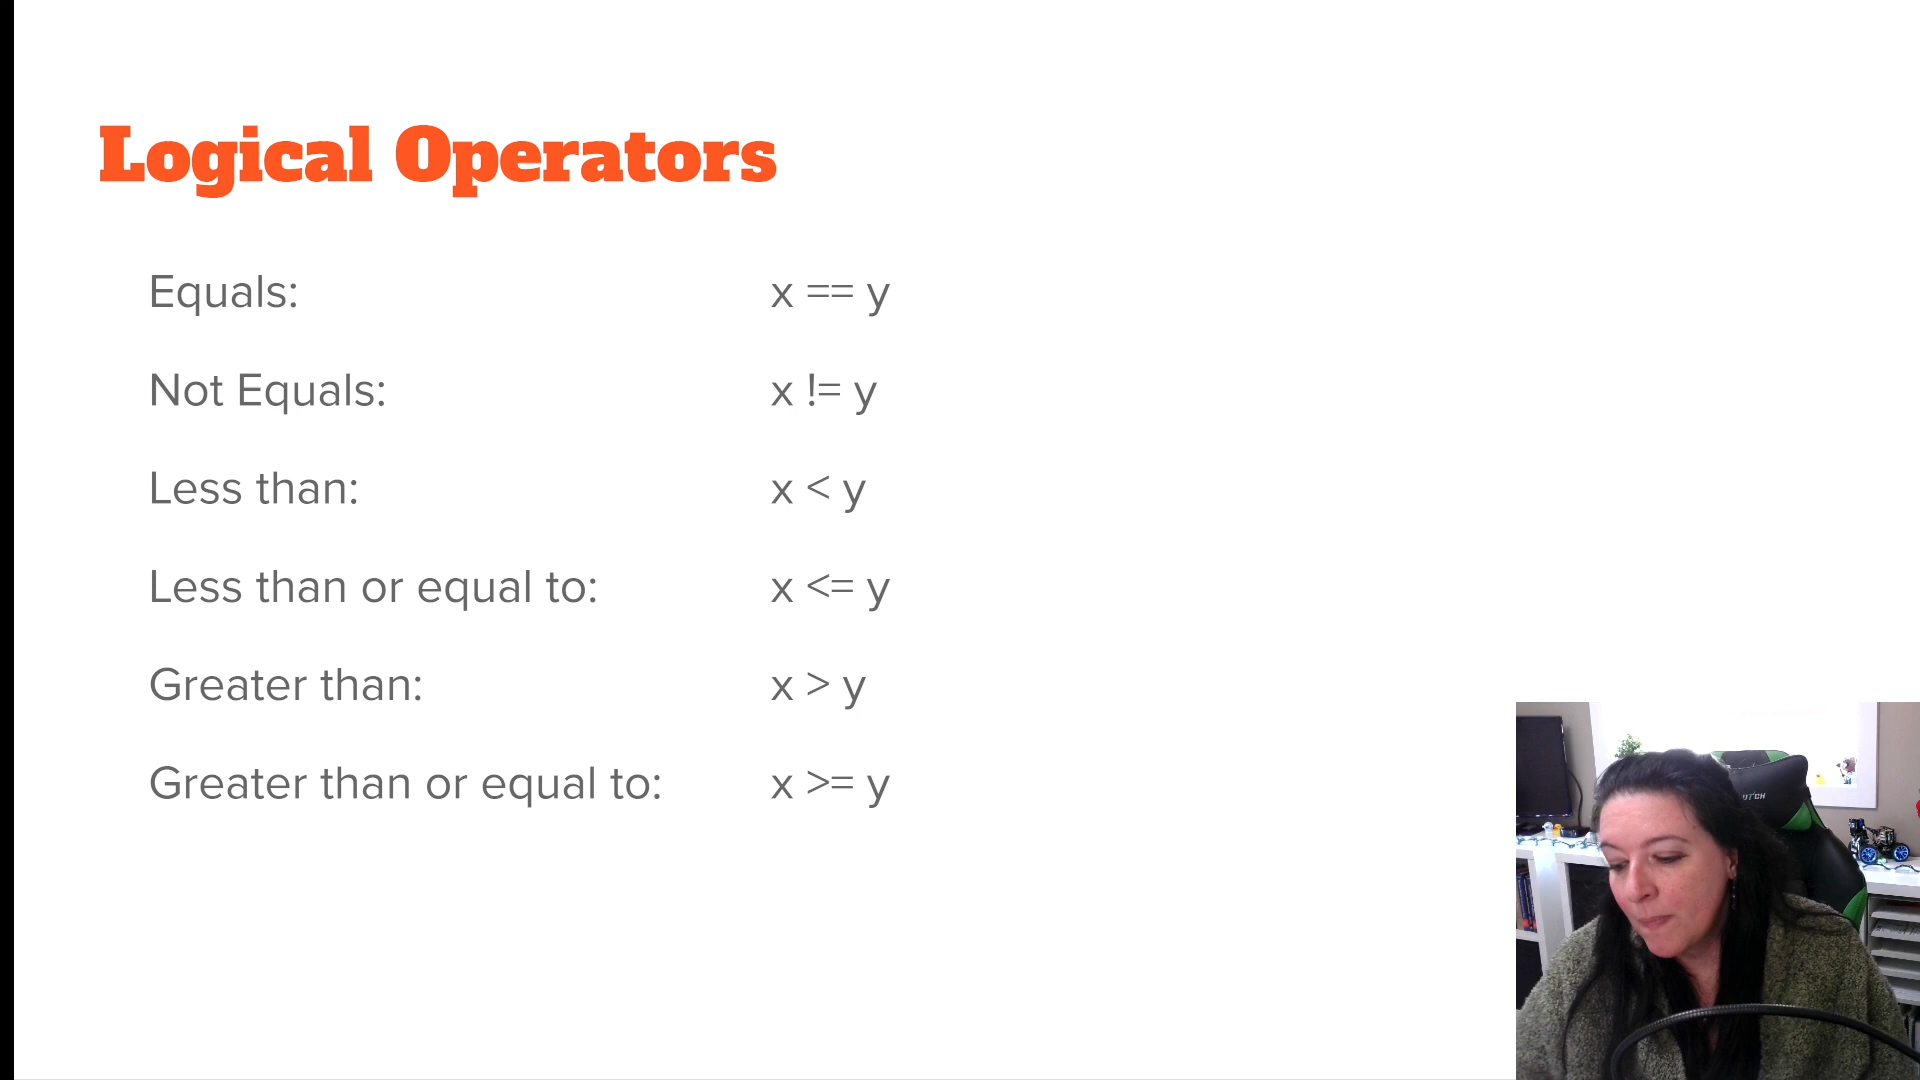 Logical Operators
Equals: x == y
Not Equals: x != y
Less than: x < y
Less than or equal to: x <= y
Greater than: x > y
Greater than or equal to: x >= y